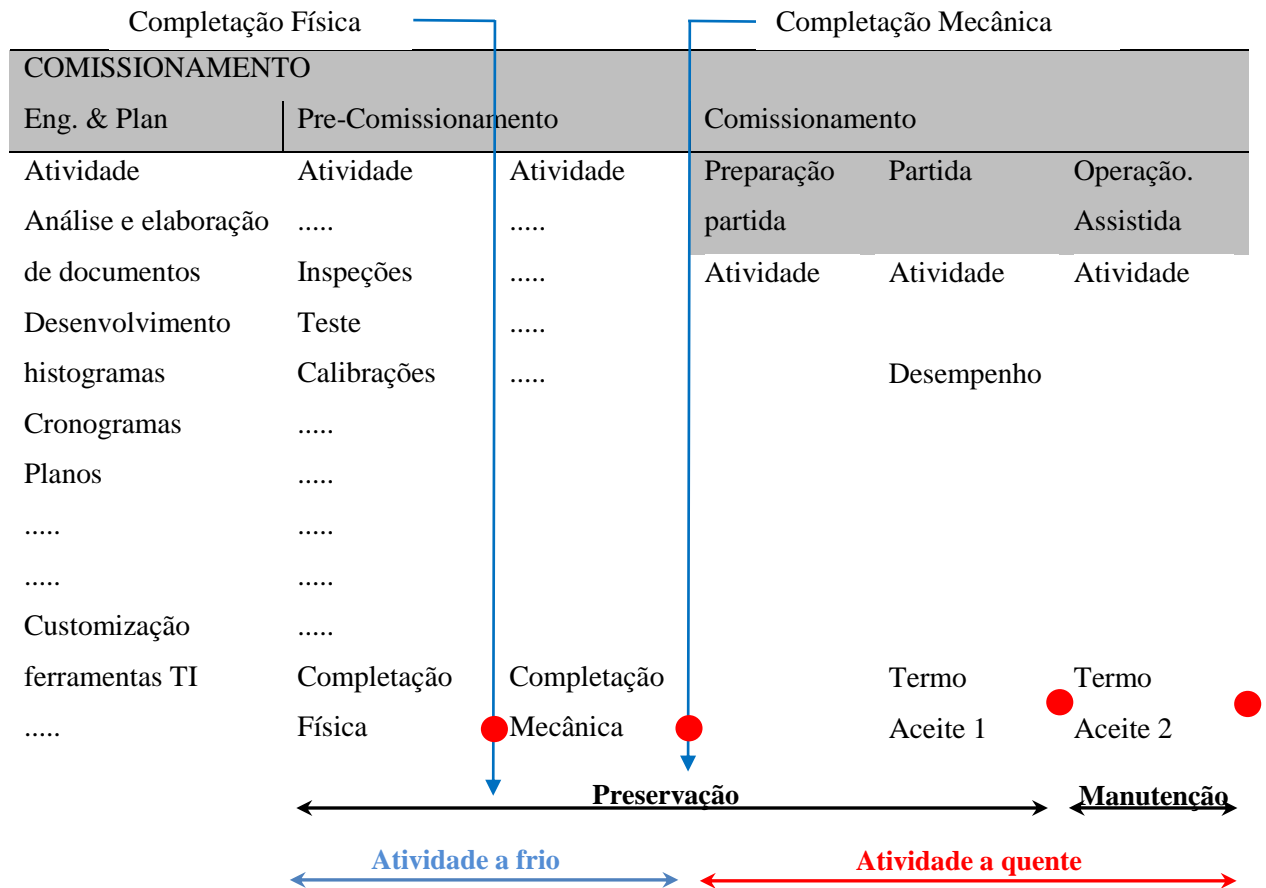 Completação Física Completação Mecânica
COMISSIONAMENTO
Eng. & Plan Pre-Comissionamento Comissionamento
Atividade Atividade Atividade Preparação Partida Operação.
Análise e elaboração ..... ..... partida Assistida
de documentos Inspeções ..... Atividade Atividade Atividade
Desenvolvimento Teste .....
histogramas Calibrações ..... Desempenho
Cronogramas .....
Planos .....
..... .....
..... .....
Customização .....
ferramentas TI Completação Completação Termo Termo
..... Física Mecânica Aceite 1 Aceite 2
Preservação Manutenção
Atividade a frio Atividade a quente